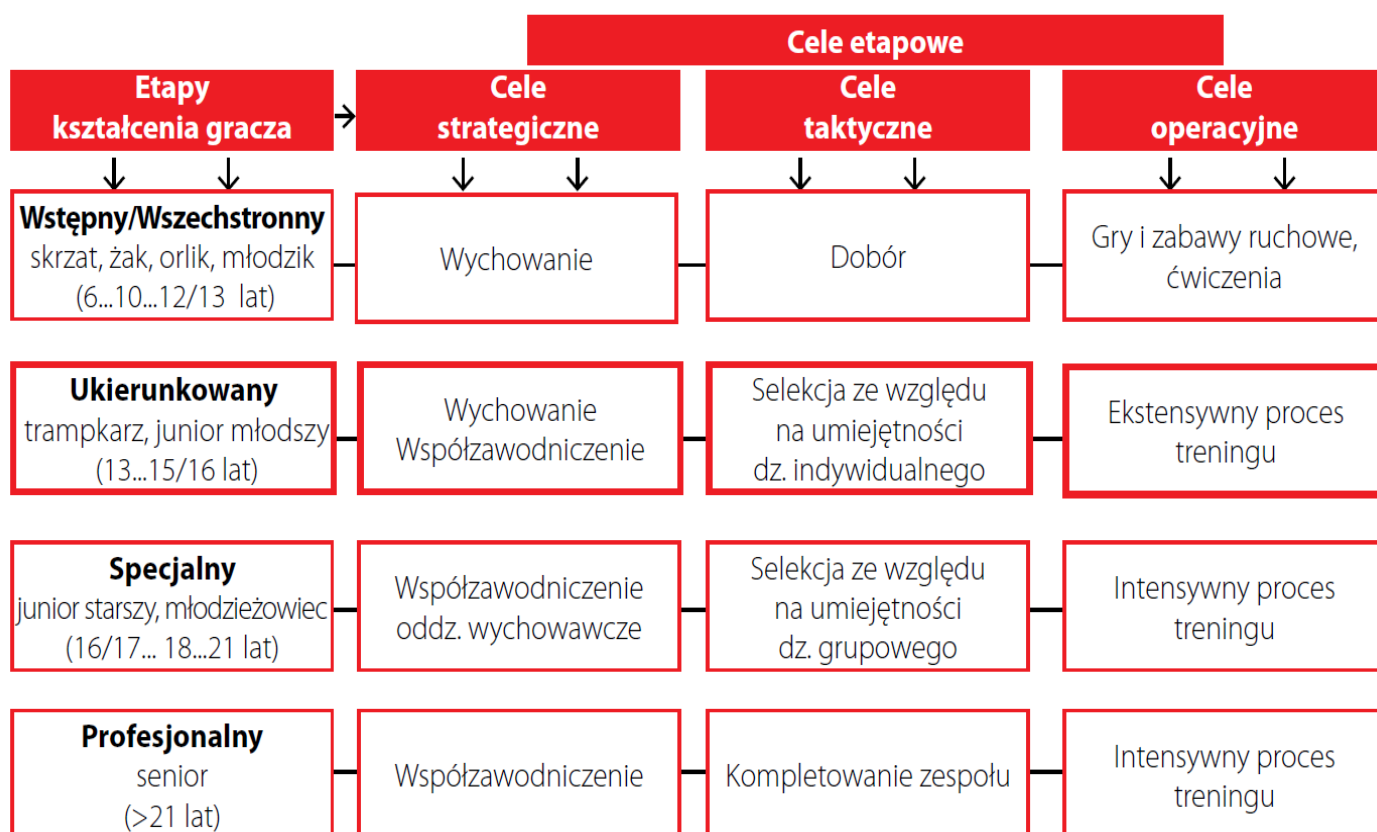 Cele etapowe
Etapy
kształcenia gracza
Cele
strategiczne
Cele
taktyczne
Cele
operacyjne
Wstępny/Wszechstronny
skrzat, żak, orlik, młodzik
(6...10...12/13 lat)
Wychowanie
Dobór
Gry i zabawy ruchowe,
ćwiczenia
Ukierunkowany
trampkarz, junior młodszy
(13...15/16 lat)
Wychowanie
Współzawodniczenie
Selekcja ze względu
na umiejętności
dz. indywidualnego
Ekstensywny proces
treningu
Specjalny
junior starszy, młodzieżowiec
(16/17... 18...21 lat)
Współzawodniczenie
oddz. wychowawcze
Selekcja ze względu
na umiejętności
dz. grupowego
Intensywny proces
treningu
Profesjonalny
senior
(>21 lat)
Współzawodniczenie
Kompletowanie zespołu
Intensywny proces
treningu